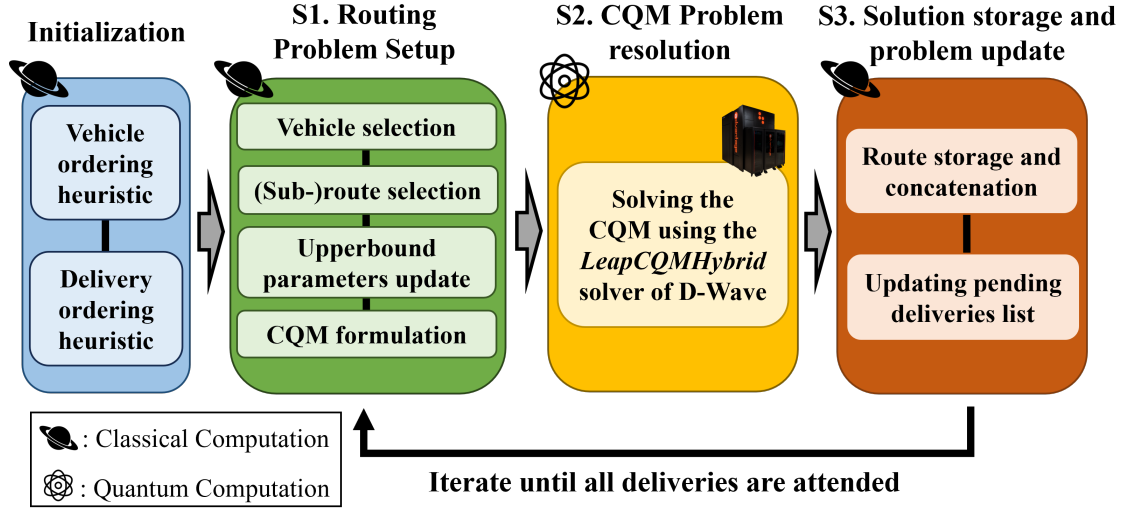 Initialization
Vehicle
ordering
heuristic
Delivery
ordering
heuristic
S1. Routing
Problem Setup
Vehicle selection
(Sub-)route selection
Upperbound
parameters update
CQM formulation
S2. CQM Problem
resolution
Solving the
CQM using the
LeapCQMHybrid
solver of D-Wave
S3. Solution storage and
problem update
Route storage and
concatenation
Updating pending
deliveries list
: Classical Computation
: Quantum Computation
Iterate until all deliveries are attended